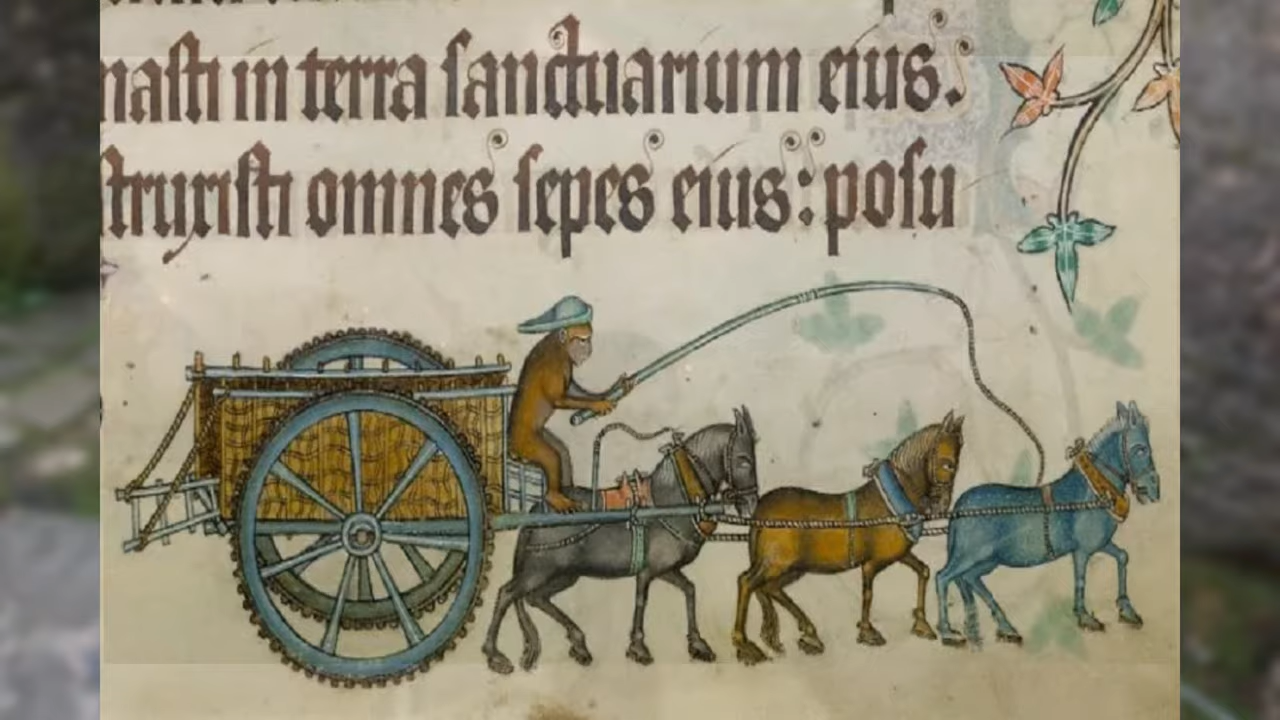 nasti in terra sanctuarium eius.
struxisti omnes sepes eius: posu